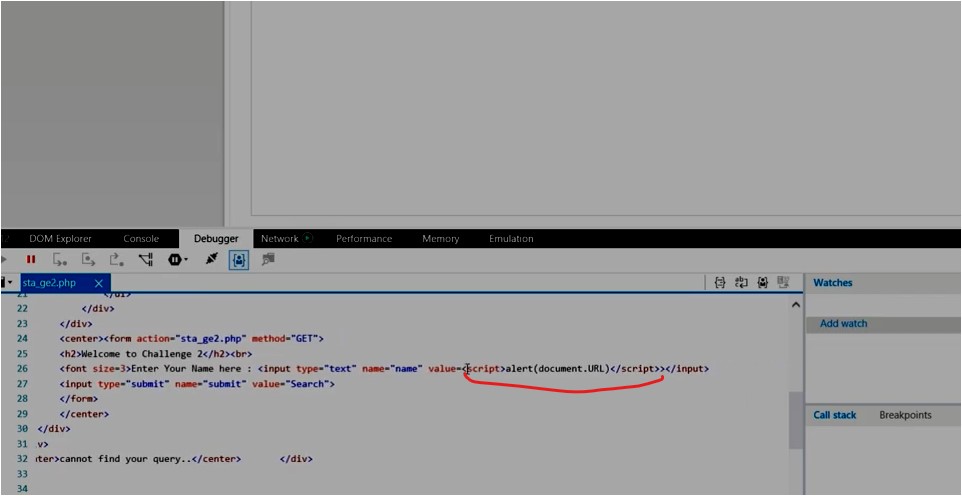 DOM Explorer Console Debugger Network Performance Memory Emulation
sta_ge2.php X
Watches
22 </div>
Add watch
23 </div>
24 <center><form action="sta_ge2.php" method="GET">
25 <h2>Welcome to Challenge 2</h2><br>
26 <font size=3>Enter Your Name here : <input type="text" name="name" value=<script>alert(document.URL)</script>></input>
27 <input type="submit" name="submit" value="Search">
28 </form>
29 </center>
Call stack Breakpoints
30 </div>
31 v>
32 ter>cannot find your query..</center> </div>
33
34